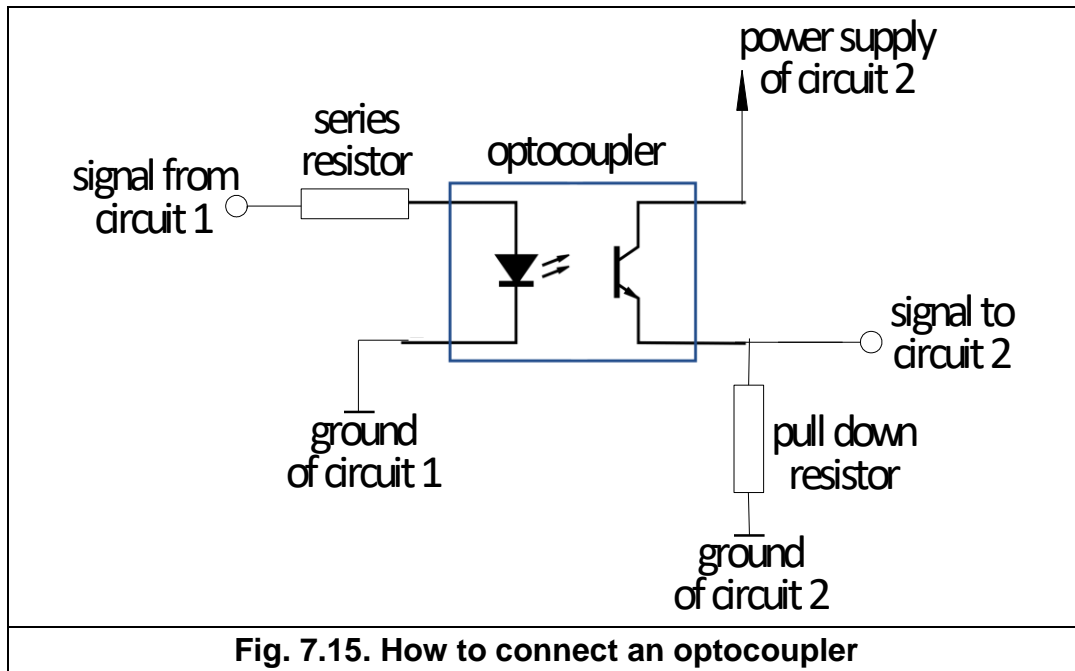 power supply
of circuit 2
series
resistor
optocoupler
signal from
circuit 1
signal to
circuit 2
ground
of circuit 1
pull down
resistor
ground
of circuit 2
Fig. 7.15. How to connect an optocoupler